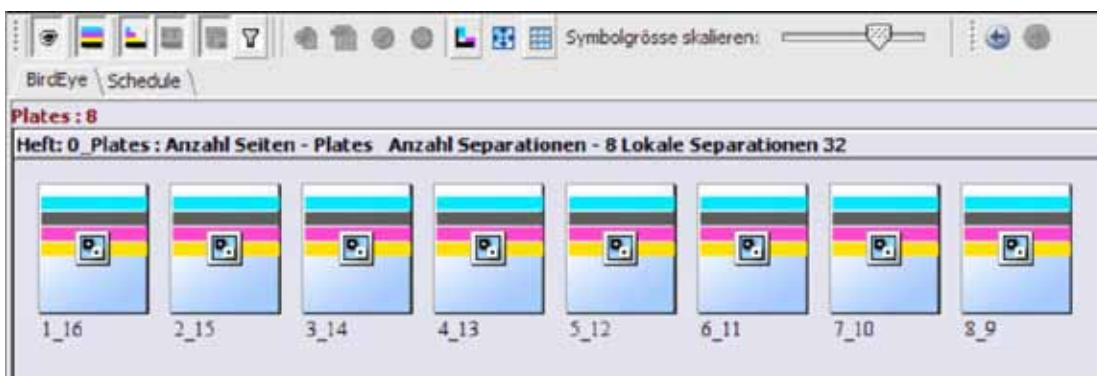 Symbolgrösse skalieren:
BirdEye Schedule
Plates : 8
Heft: 0_Plates : Anzahl Seiten - Plates Anzahl Separationen - 8 Lokale Separationen 32
1_16 2_15 3_14 4_13 5_12 6_11 7_10 8_9